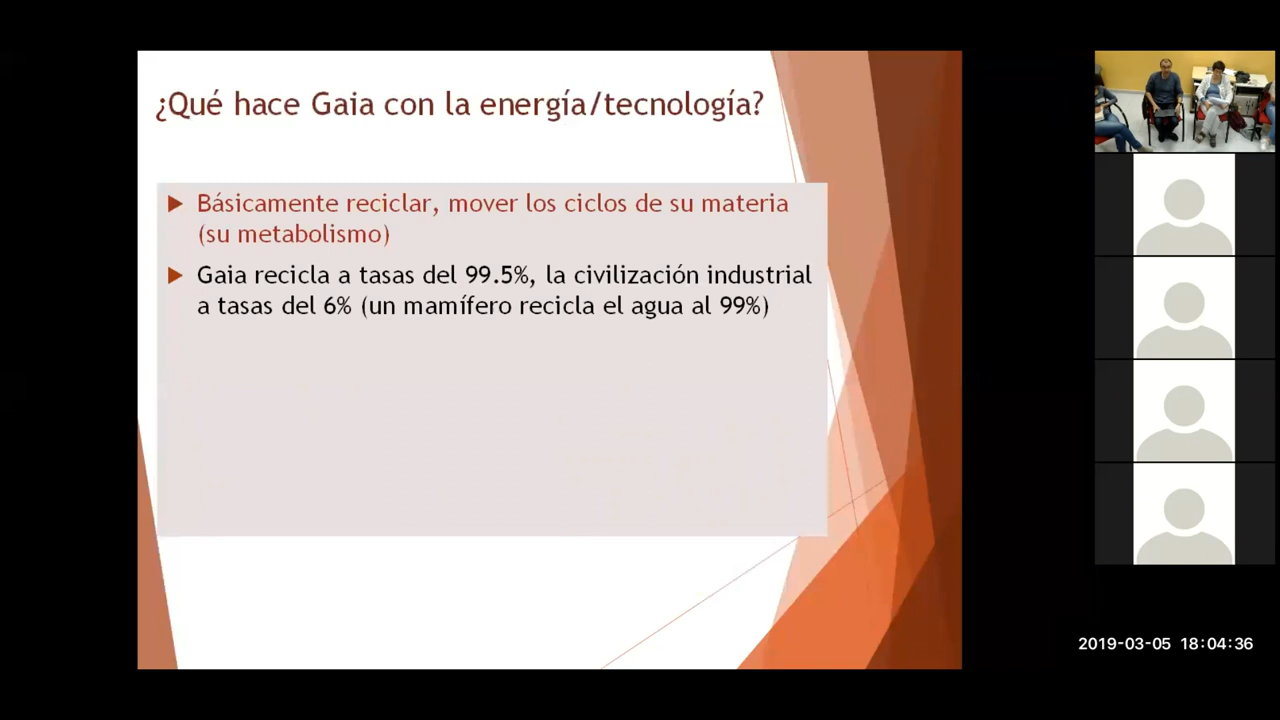 ¿Qué hace Gaia con la energía/tecnología?
Básicamente reciclar, mover los ciclos de su materia
(su metabolismo)
Gaia recicla a tasas del 99.5%, la civilización industrial
a tasas del 6% (un mamífero recicla el agua al 99%)
2019-03-05 18:04:36